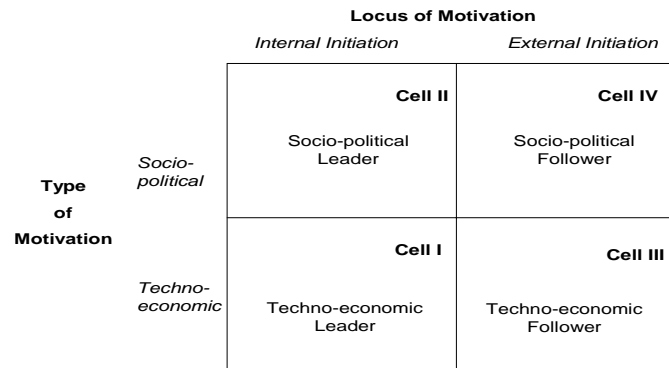 Locus of Motivation
Internal Initiation External Initiation
Cell II Cell IV
Socio-political Socio-political
Leader Follower
Socio-
political
Type
of
Motivation
Cell I Cell III
Techno-
economic
Techno-economic Techno-economic
Leader Follower